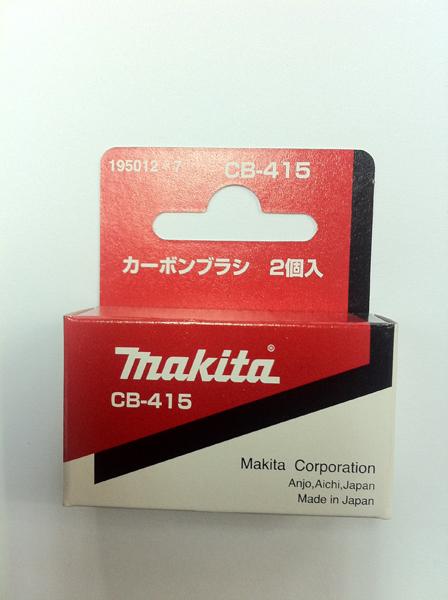 195012-7 CB-415
カーボンブラシ 2個入
makita®
CB-415
Makita Corporation
Anjo,Aichi,Japan
Made in Japan